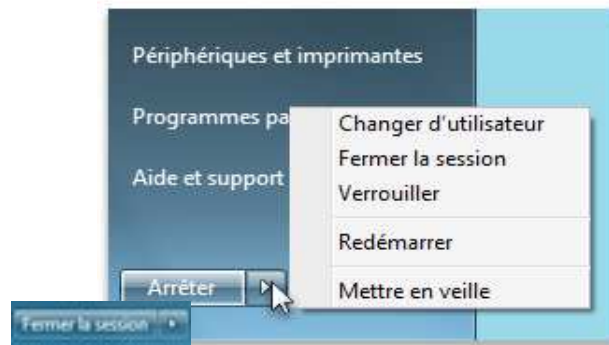 Périphériques et imprimantes
Programmes pa
Aide et support
Changer d'utilisateur
Fermer la session
Verrouiller
Redémarrer
Mettre en veille
Arrêter
Fermer la session